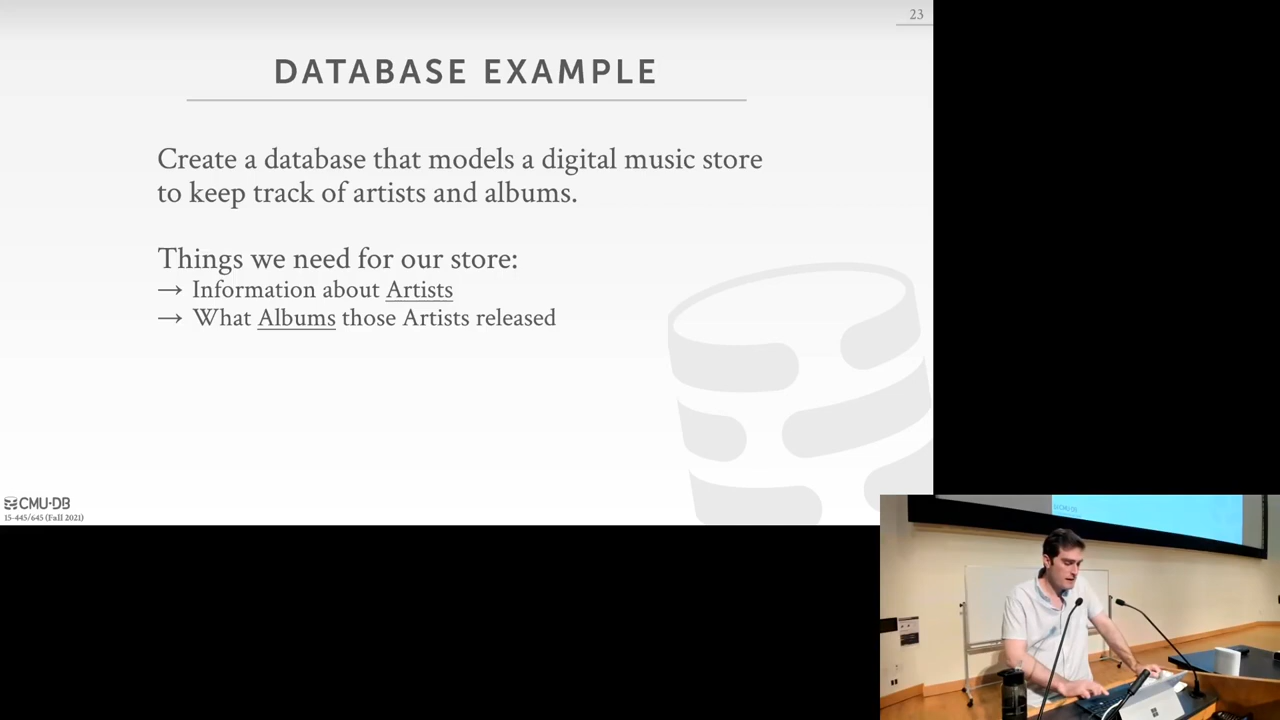 23
DATABASE EXAMPLE
Create a database that models a digital music store
to keep track of artists and albums.
Things we need for our store:
→ Information about Artists
→ What Albums those Artists released
CMU·DB
15-445/645 (Fall 2021)